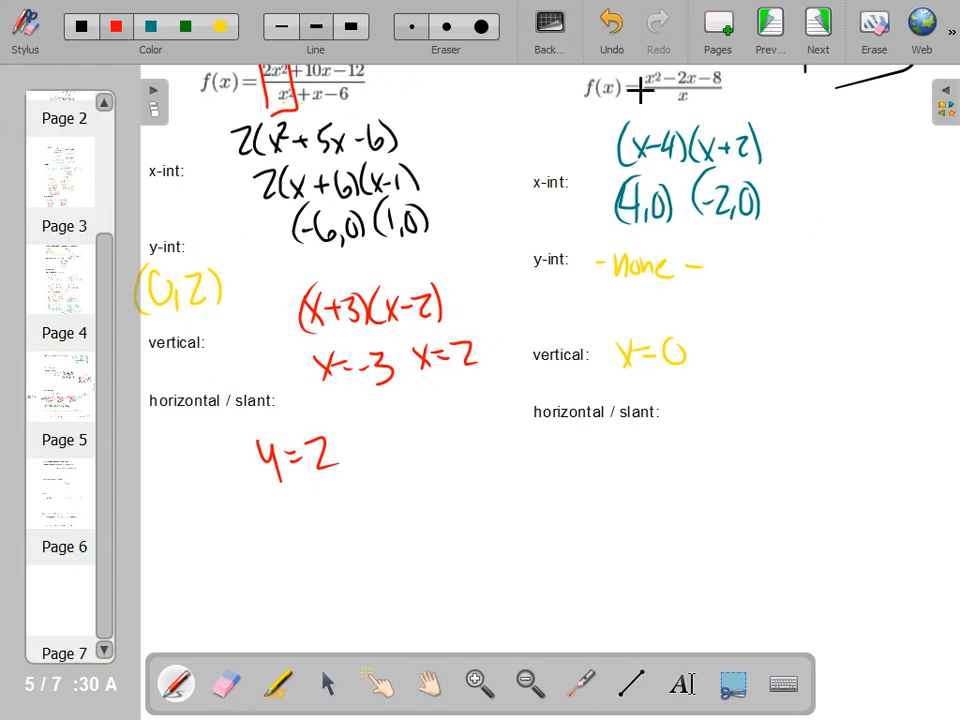 Stylus
Color
Line
Eraser
Back...
Undo
Redo
Pages
Prev...
Next
Erase
Web
»
Page 2
Page 3
Page 4
Page 5
Page 6
Page 7
5 / 7 :30 A
f(x) = 2x²+10x−12 / x²+x−6
2(x²+5x-6)
x-int:
2(x+6)(x-1)
(-6,0) (1,0)
y-int:
(0,2)
(x+3)(x-2)
vertical:
x=-3 x=2
horizontal / slant:
y=2
f(x) = x²−2x−8 / x
(x-4)(x+2)
x-int:
(4,0) (-2,0)
y-int: - none -
vertical: x=0
horizontal / slant:
A